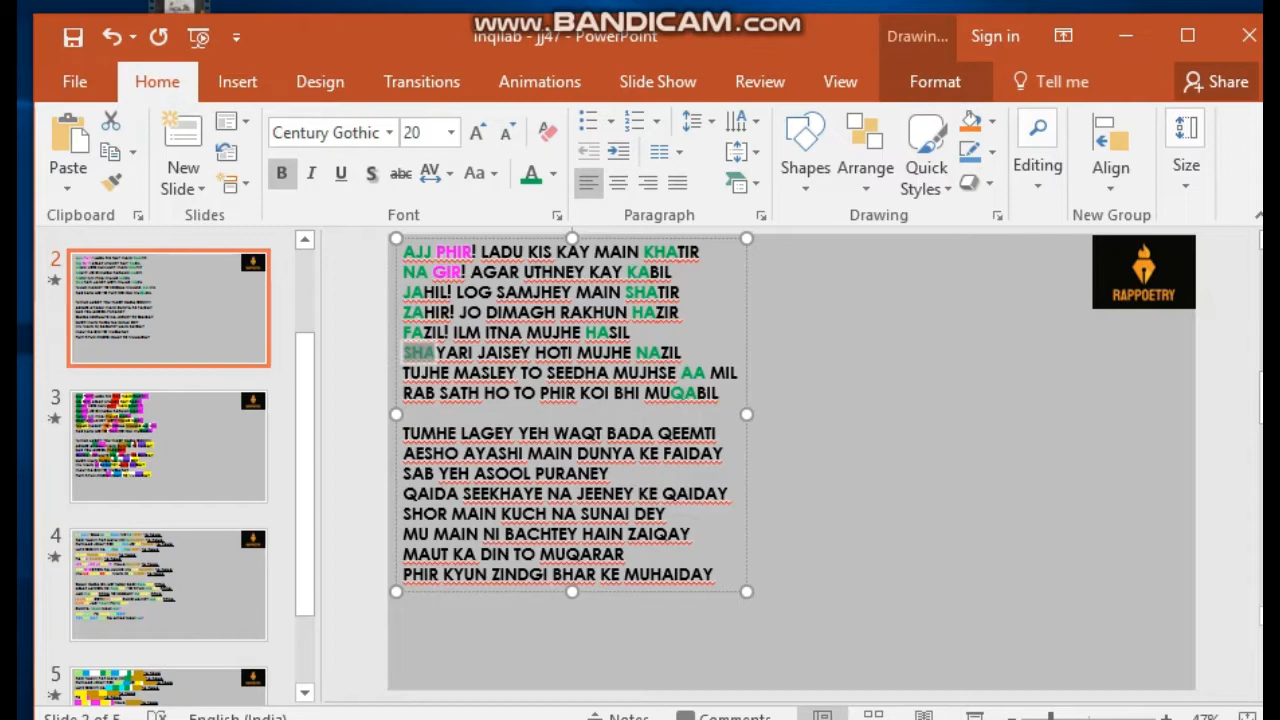 www.BANDICAM.com
Inqilab - jj47 - PowerPoint
Drawin...
Sign in
File
Home
Insert
Design
Transitions
Animations
Slide Show
Review
View
Format
Tell me
Share
Century Gothic
20
Paste
New
Slide
Shapes
Arrange
Quick
Styles
Editing
Align
Size
Clipboard
Slides
Font
Paragraph
Drawing
New Group
2
3
4
5
AJJ PHIR! LADU KIS KAY MAIN KHATIR
NA GIR! AGAR UTHNEY KAY KABIL
JAHIL! LOG SAMJHEY MAIN SHATIR
ZAHIR! JO DIMAGH RAKHUN HAZIR
FAZIL! ILM ITNA MUJHE HASIL
SHAYARI JAISEY HOTI MUJHE NAZIL
TUJHE MASLEY TO SEEDHA MUJHSE AA MIL
RAB SATH HO TO PHIR KOI BHI MUQABIL
TUMHE LAGEY YEH WAQT BADA QEEMTI
AESHO AYASHI MAIN DUNYA KE FAIDAY
SAB YEH ASOOL PURANEY
QAIDA SEEKHAYE NA JEENEY KE QAIDAY
SHOR MAIN KUCH NA SUNAI DEY
MU MAIN NI BACHTEY HAIN ZAIQAY
MAUT KA DIN TO MUQARAR
PHIR KYUN ZINDGI BHAR KE MUHAIDAY
RAPPOETRY
Slide 2 of 5
English (India)
Notes
Comments
47%